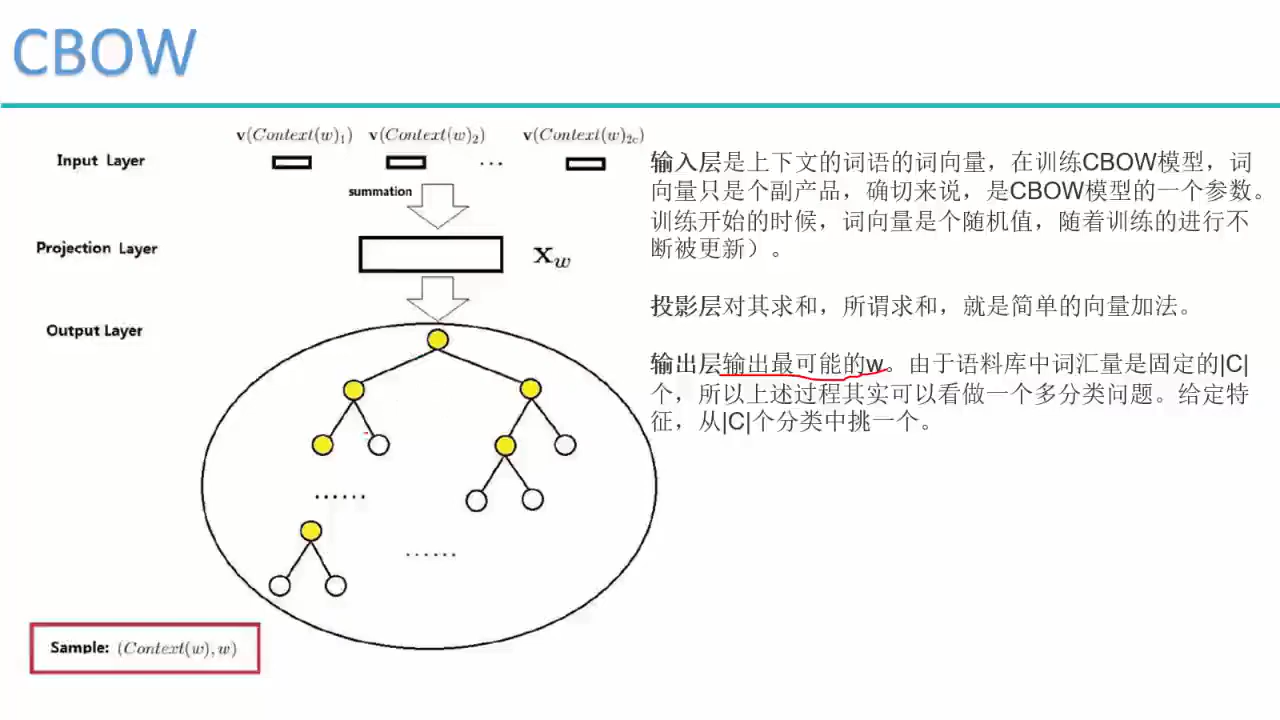 CBOW
v(Context(w)₁) v(Context(w)₂) v(Context(w)₂c)
Input Layer
...
summation
Projection Layer
x_w
Output Layer
......
......
Sample: (Context(w), w)
输入层是上下文的词语的词向量，在训练CBOW模型，词
向量只是个副产品，确切来说，是CBOW模型的一个参数。
训练开始的时候，词向量是个随机值，随着训练的进行不
断被更新）。
投影层对其求和，所谓求和，就是简单的向量加法。
输出层输出最可能的w。由于语料库中词汇量是固定的|C|
个，所以上述过程其实可以看做一个多分类问题。给定特
征，从|C|个分类中挑一个。